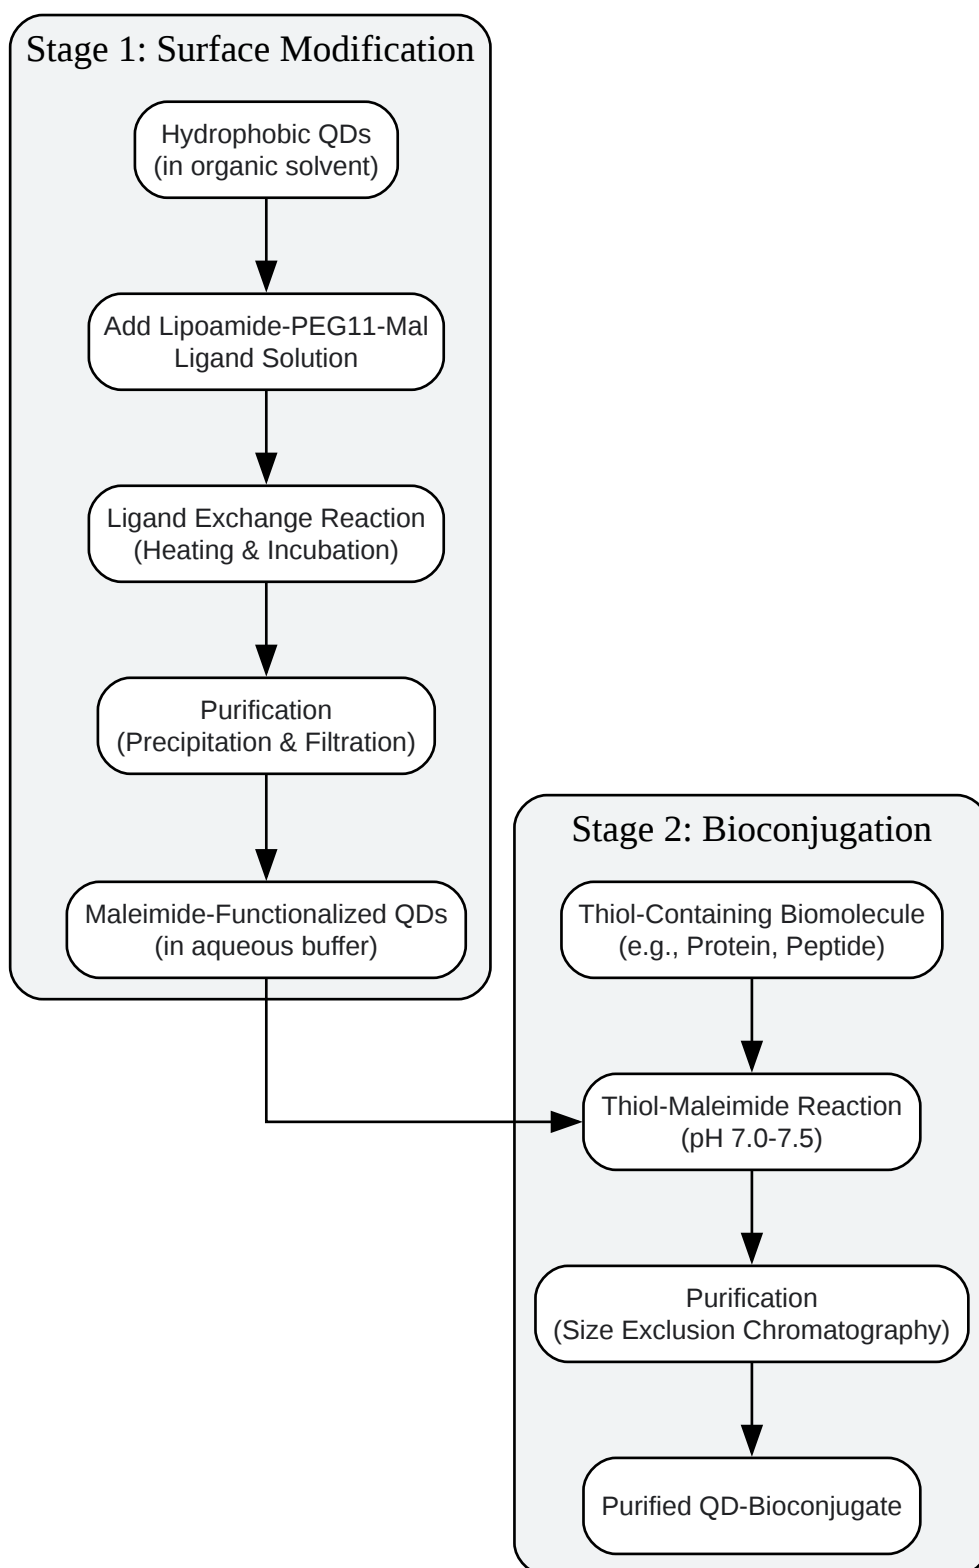 Stage 1: Surface Modification
Hydrophobic QDs
(in organic solvent)
Add Lipoamide-PEG11-Mal
Ligand Solution
Ligand Exchange Reaction
(Heating & Incubation)
Purification
(Precipitation & Filtration)
Maleimide-Functionalized QDs
(in aqueous buffer)
Stage 2: Bioconjugation
Thiol-Containing Biomolecule
(e.g., Protein, Peptide)
Thiol-Maleimide Reaction
(pH 7.0-7.5)
Purification
(Size Exclusion Chromatography)
Purified QD-Bioconjugate